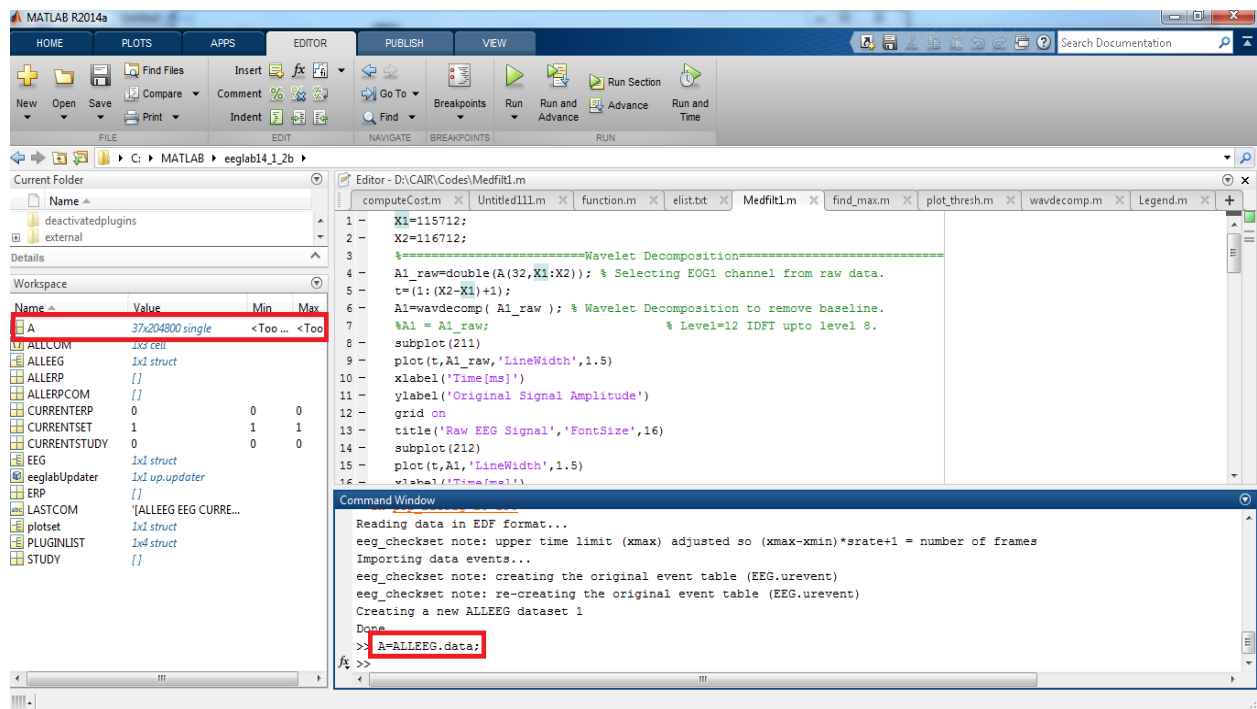 MATLAB R2014a
HOME PLOTS APPS EDITOR PUBLISH VIEW
Search Documentation
New Open Save
Find Files
Compare
Print
FILE
Insert fx
Comment
Indent
EDIT
Go To
Find
NAVIGATE
Breakpoints
BREAKPOINTS
Run
Run and Advance
Run Section
Advance
Run and Time
RUN
C: MATLAB eeglab14_1_2b
Current Folder
Name
deactivatedplugins
external
Details
Workspace
Name Value Min Max
A 37x204800 single <Too ... <Too
ALLCOM 1x3 cell
ALLEEG 1x1 struct
ALLERP []
ALLERPCOM []
CURRENTERP 0 0 0
CURRENTSET 1 1 1
CURRENTSTUDY 0 0 0
EEG 1x1 struct
eeglabUpdater 1x1 up.updater
ERP []
LASTCOM '[ALLEEG EEG CURRE...
plotset 1x1 struct
PLUGINLIST 1x4 struct
STUDY []
Editor - D:\CAIR\Codes\Medfilt1.m
computeCost.m Untitled111.m function.m elist.txt Medfilt1.m find_max.m plot_thresh.m wavdecomp.m Legend.m
1 - X1=115712;
2 - X2=116712;
3 %=========================Wavelet Decomposition============================
4 - A1_raw=double(A(32,X1:X2)); % Selecting EOG1 channel from raw data.
5 - t=(1:(X2-X1)+1);
6 - A1=wavdecomp( A1_raw ); % Wavelet Decomposition to remove baseline.
7 %A1 = A1_raw; % Level=12 IDFT upto level 8.
8 - subplot(211)
9 - plot(t,A1_raw,'LineWidth',1.5)
10 - xlabel('Time[ms]')
11 - ylabel('Original Signal Amplitude')
12 - grid on
13 - title('Raw EEG Signal','FontSize',16)
14 - subplot(212)
15 - plot(t,A1,'LineWidth',1.5)
16 - xlabel('Time[ms]')
Command Window
Reading data in EDF format...
eeg_checkset note: upper time limit (xmax) adjusted so (xmax-xmin)*srate+1 = number of frames
Importing data events...
eeg_checkset note: creating the original event table (EEG.urevent)
eeg_checkset note: re-creating the original event table (EEG.urevent)
Creating a new ALLEEG dataset 1
Done
>> A=ALLEEG.data;
fx >>